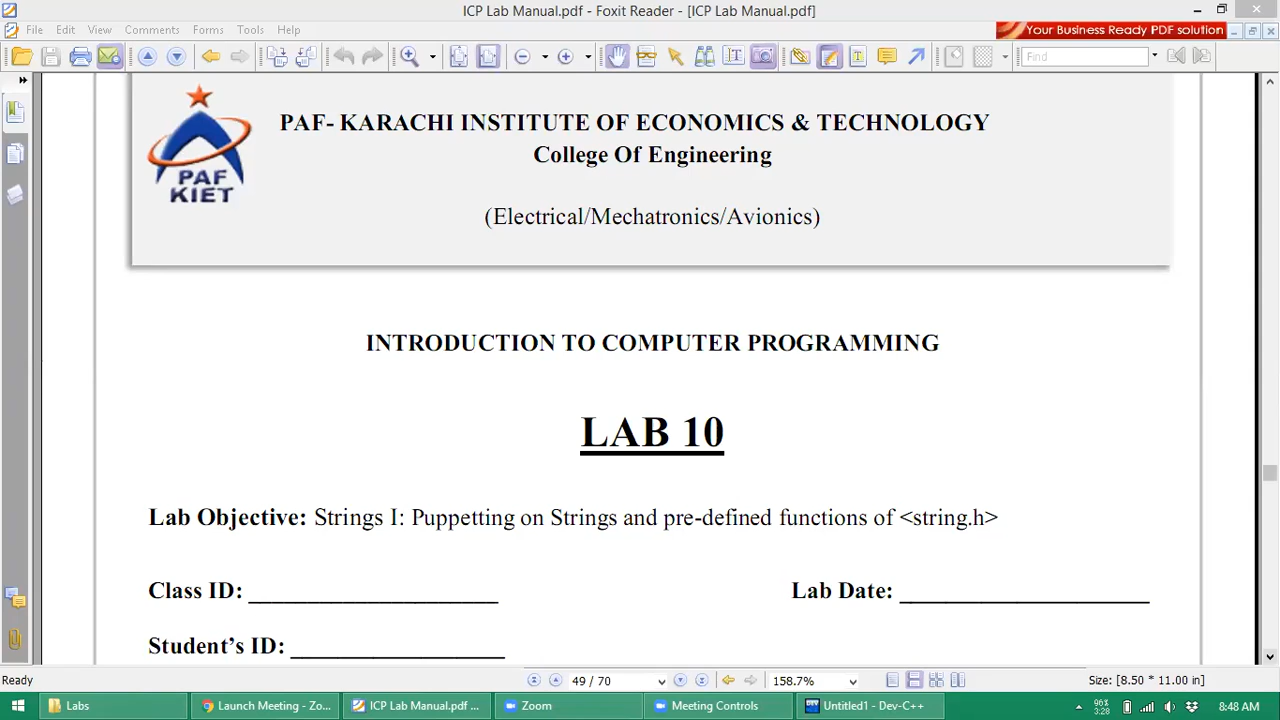 ICP Lab Manual.pdf - Foxit Reader - [ICP Lab Manual.pdf]
File Edit View Comments Forms Tools Help
Your Business Ready PDF solution
Find
PAF KIET
PAF- KARACHI INSTITUTE OF ECONOMICS & TECHNOLOGY
College Of Engineering
(Electrical/Mechatronics/Avionics)
INTRODUCTION TO COMPUTER PROGRAMMING
LAB 10
Lab Objective: Strings I: Puppetting on Strings and pre-defined functions of <string.h>
Class ID: ____________________ Lab Date: ____________________
Student’s ID: _________________
Ready 49 / 70 158.7% Size: [8.50 * 11.00 in]
Labs Launch Meeting - Zo... ICP Lab Manual.pdf ... Zoom Meeting Controls Untitled1 - Dev-C++ 96% 3:28 8:48 AM